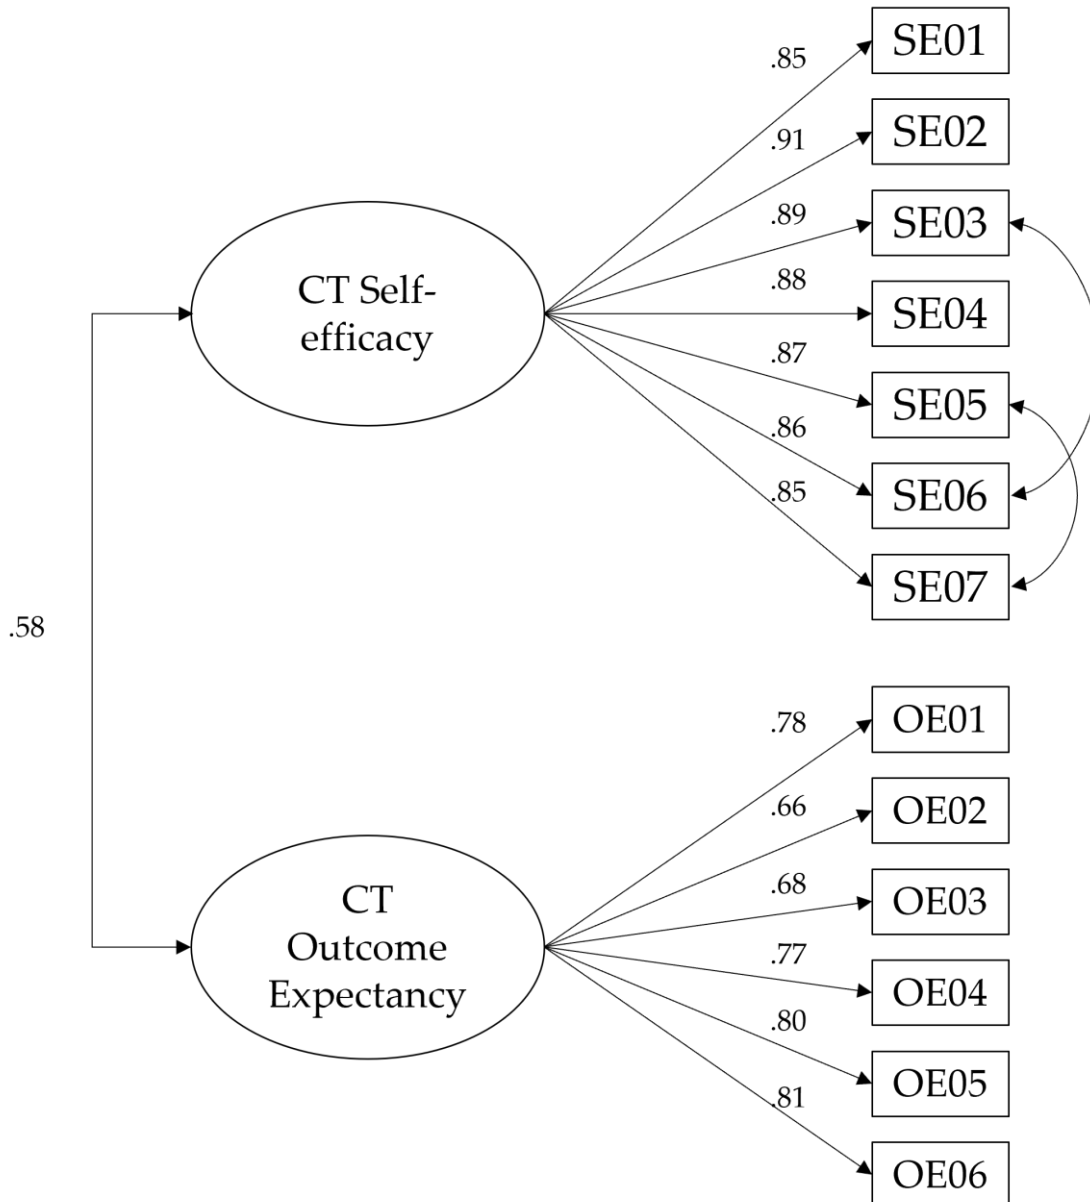 .85
SE01
.91
SE02
.89
SE03
.88
SE04
CT Self-
efficacy
.87
SE05
.86
SE06
.85
SE07
.58
.78
OE01
.66
OE02
.68
OE03
.77
OE04
CT
Outcome
Expectancy
.80
OE05
.81
OE06